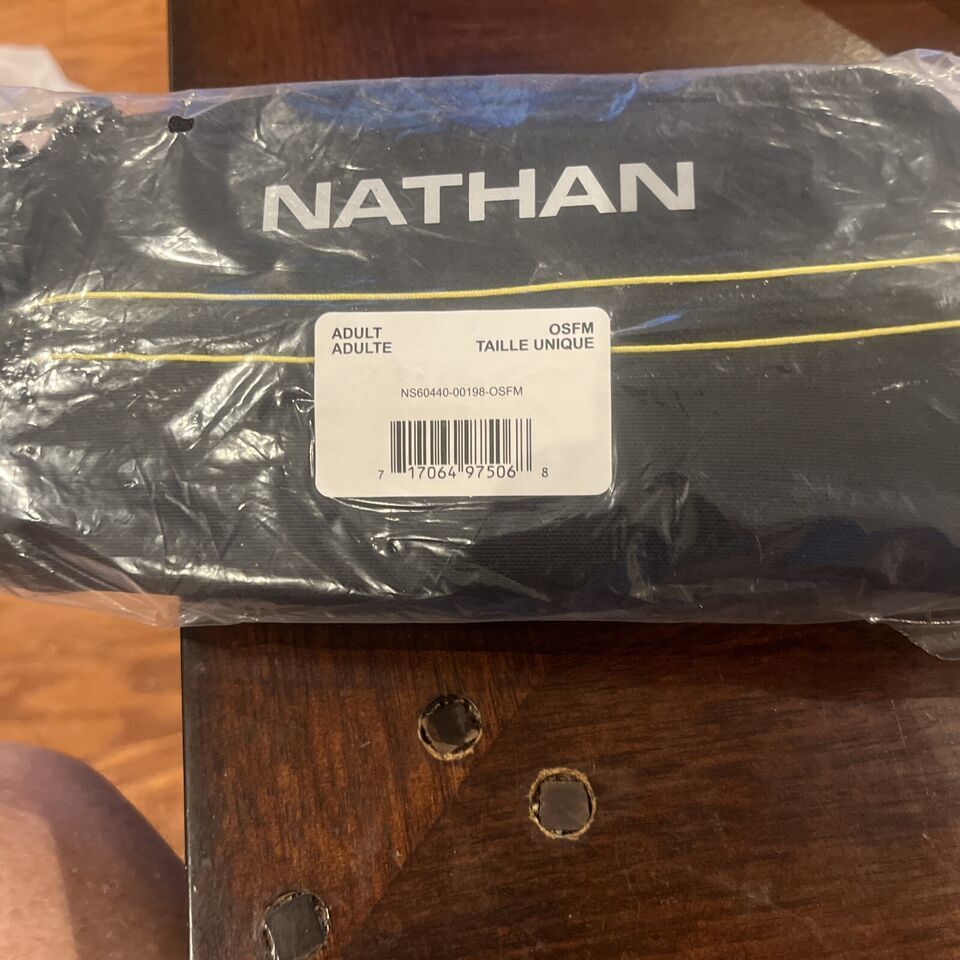 NATHAN
ADULT OSFM
ADULTE TAILLE UNIQUE
NS60440-00198-OSFM
7 17064 97506 8